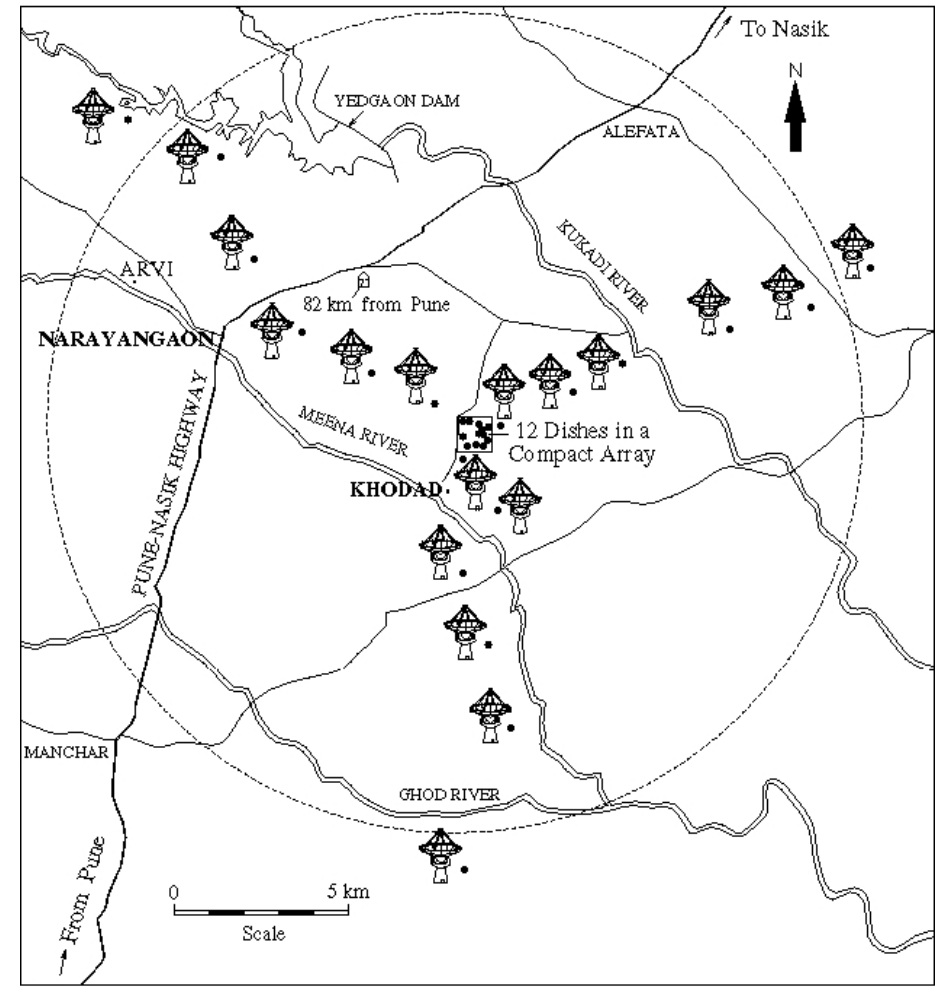 To Nasik
N
YEDGAON DAM
ALEFATA
KUKADI RIVER
ARVI
82 km from Pune
NARAYANGAON
MEENA RIVER
12 Dishes in a
Compact Array
PUNE-NASIK HIGHWAY
KHODAD
MANCHAR
GHOD RIVER
From Pune
0 5 km
Scale